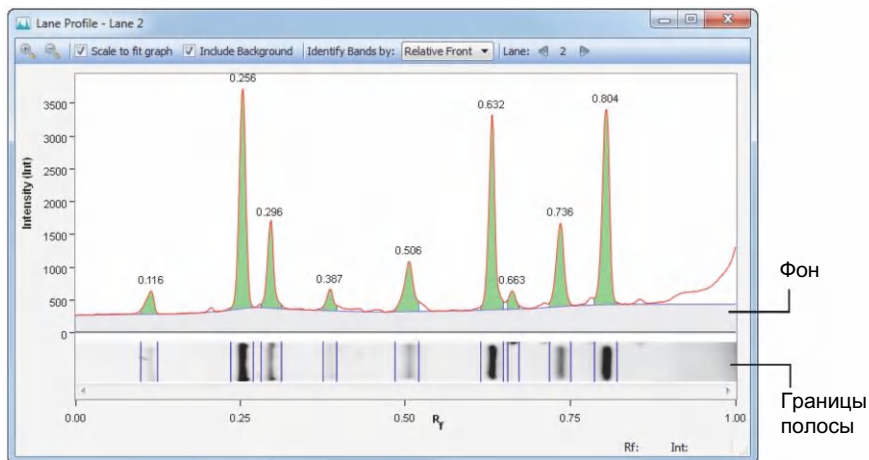 Lane Profile - Lane 2
Scale to fit graph Include Background Identify Bands by: Relative Front Lane: 2
0.256
0.632
0.804
0.296
0.736
0.506
0.116
0.387
0.663
Intensity (Int)
3500
3000
2500
2000
1500
1000
500
0
Фон
Границы
полосы
0.00 0.25 0.50 0.75 1.00
Rf
Rf: Int: